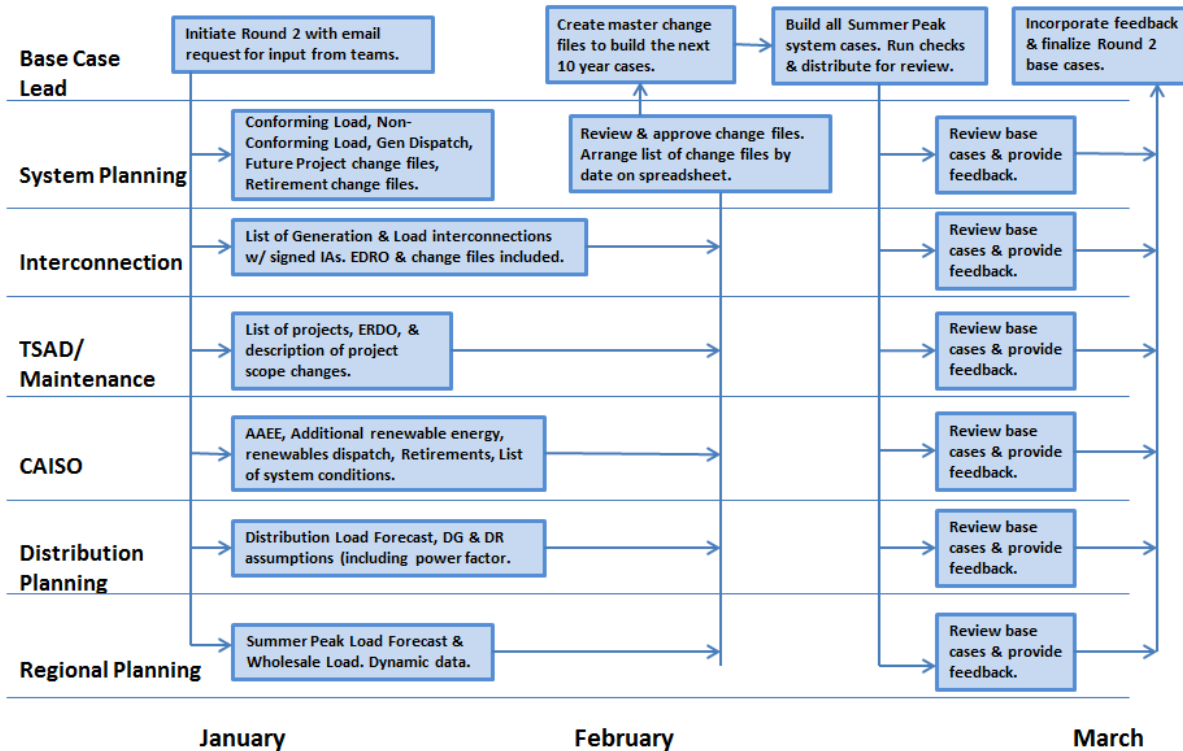 Base Case
Lead
Initiate Round 2 with email
request for input from teams.
Create master change
files to build the next
10 year cases.
Build all Summer Peak
system cases. Run checks
& distribute for review.
Incorporate feedback
& finalize Round 2
base cases.
System Planning
Conforming Load, Non-
Conforming Load, Gen Dispatch,
Future Project change files,
Retirement change files.
Review & approve change files.
Arrange list of change files by
date on spreadsheet.
Review base
cases & provide
feedback.
Interconnection
List of Generation & Load interconnections
w/ signed IAs. EDRO & change files included.
Review base
cases & provide
feedback.
TSAD/
Maintenance
List of projects, ERDO, &
description of project
scope changes.
Review base
cases & provide
feedback.
CAISO
AAEE, Additional renewable energy,
renewables dispatch, Retirements, List
of system conditions.
Review base
cases & provide
feedback.
Distribution
Planning
Distribution Load Forecast, DG & DR
assumptions (including power factor.
Review base
cases & provide
feedback.
Regional Planning
Summer Peak Load Forecast &
Wholesale Load. Dynamic data.
Review base
cases & provide
feedback.
January
February
March